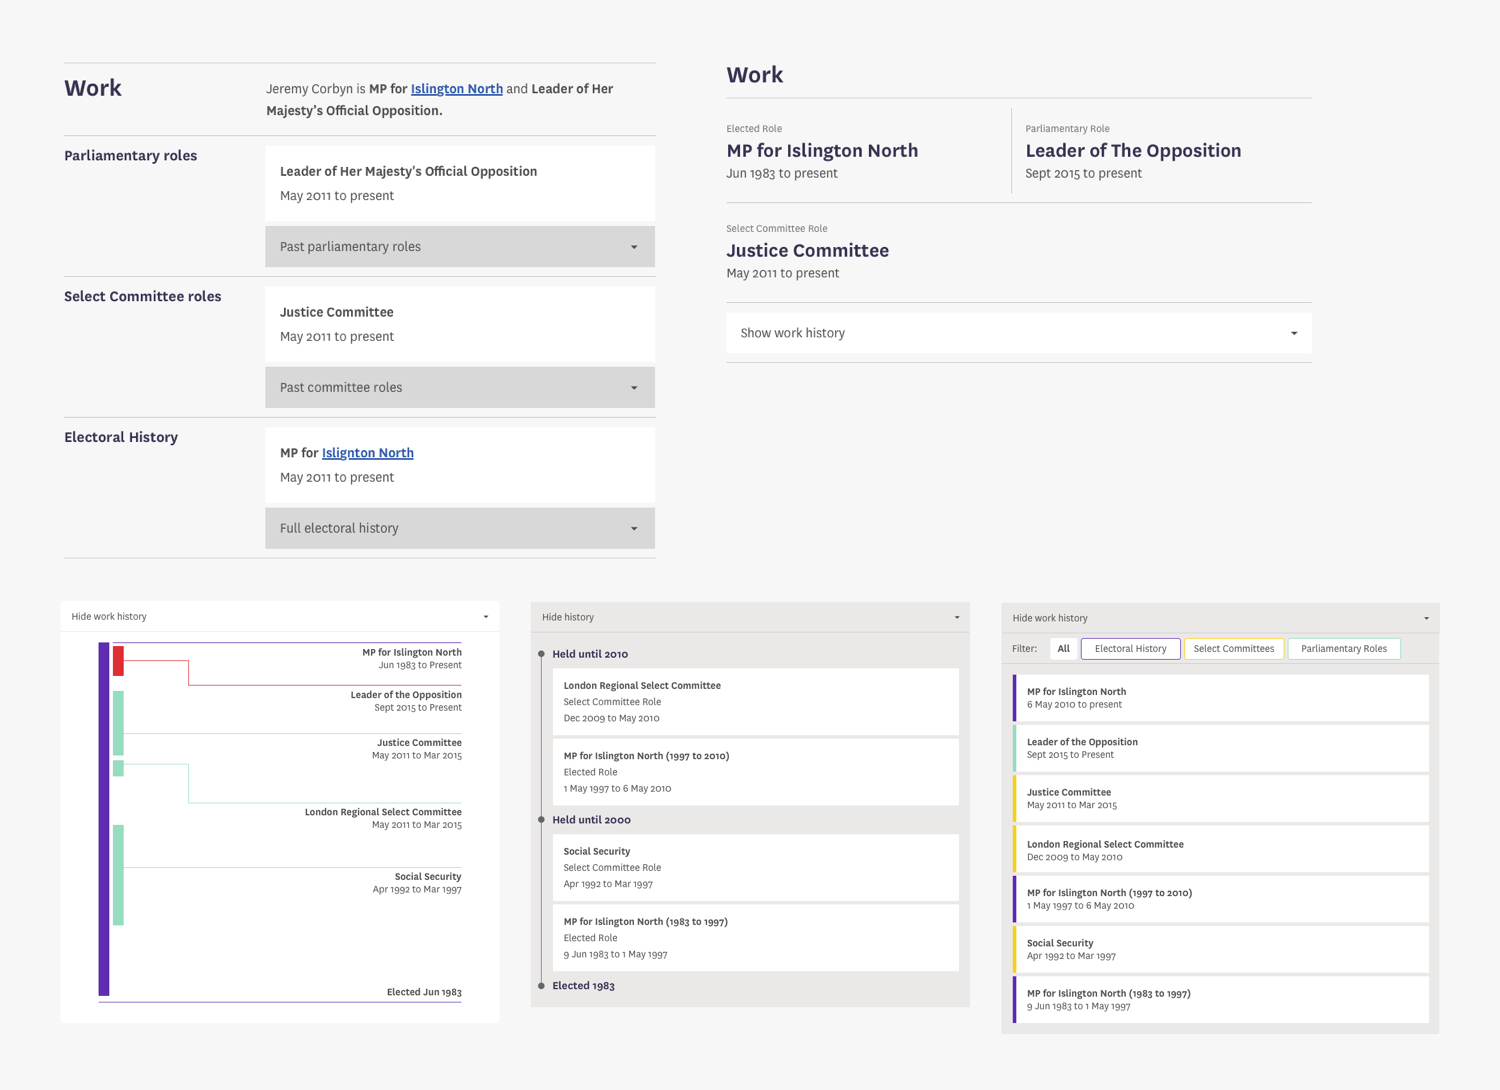 Work
Jeremy Corbyn is MP for Islington North and Leader of Her
Majesty's Official Opposition.
Parliamentary roles
Leader of Her Majesty's Official Opposition
May 2011 to present
Past parliamentary roles
Select Committee roles
Justice Committee
May 2011 to present
Past committee roles
Electoral History
MP for Islignton North
May 2011 to present
Full electoral history
Work
Elected Role
MP for Islington North
Jun 1983 to present
Parliamentary Role
Leader of The Opposition
Sept 2015 to present
Select Committee Role
Justice Committee
May 2011 to present
Show work history
Hide work history
MP for Islington North
Jun 1983 to Present
Leader of the Opposition
Sept 2015 to Present
Justice Committee
May 2011 to Mar 2015
London Regional Select Committee
May 2011 to Mar 2015
Social Security
Apr 1992 to Mar 1997
Elected Jun 1983
Hide history
Held until 2010
London Regional Select Committee
Select Committee Role
Dec 2009 to May 2010
MP for Islington North (1997 to 2010)
Elected Role
1 May 1997 to 6 May 2010
Held until 2000
Social Security
Select Committee Role
Apr 1992 to Mar 1997
MP for Islington North (1983 to 1997)
Elected Role
9 Jun 1983 to 1 May 1997
Elected 1983
Hide work history
Filter: All Electoral History Select Committees Parliamentary Roles
MP for Islington North
6 May 2010 to present
Leader of the Opposition
Sept 2015 to Present
Justice Committee
May 2011 to Mar 2015
London Regional Select Committee
Dec 2009 to May 2010
MP for Islington North (1997 to 2010)
1 May 1997 to 6 May 2010
Social Security
Apr 1992 to Mar 1997
MP for Islington North (1983 to 1997)
9 Jun 1983 to 1 May 1997